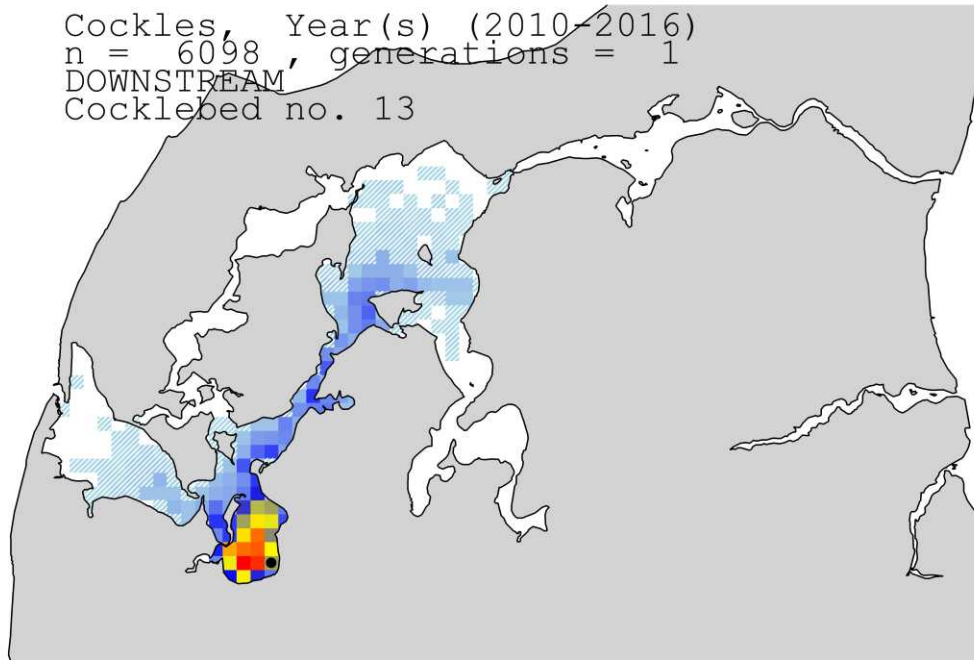 Cockles, Year(s) (2010-2016)
n = 6098 , generations = 1
DOWNSTREAM
Cocklebed no. 13